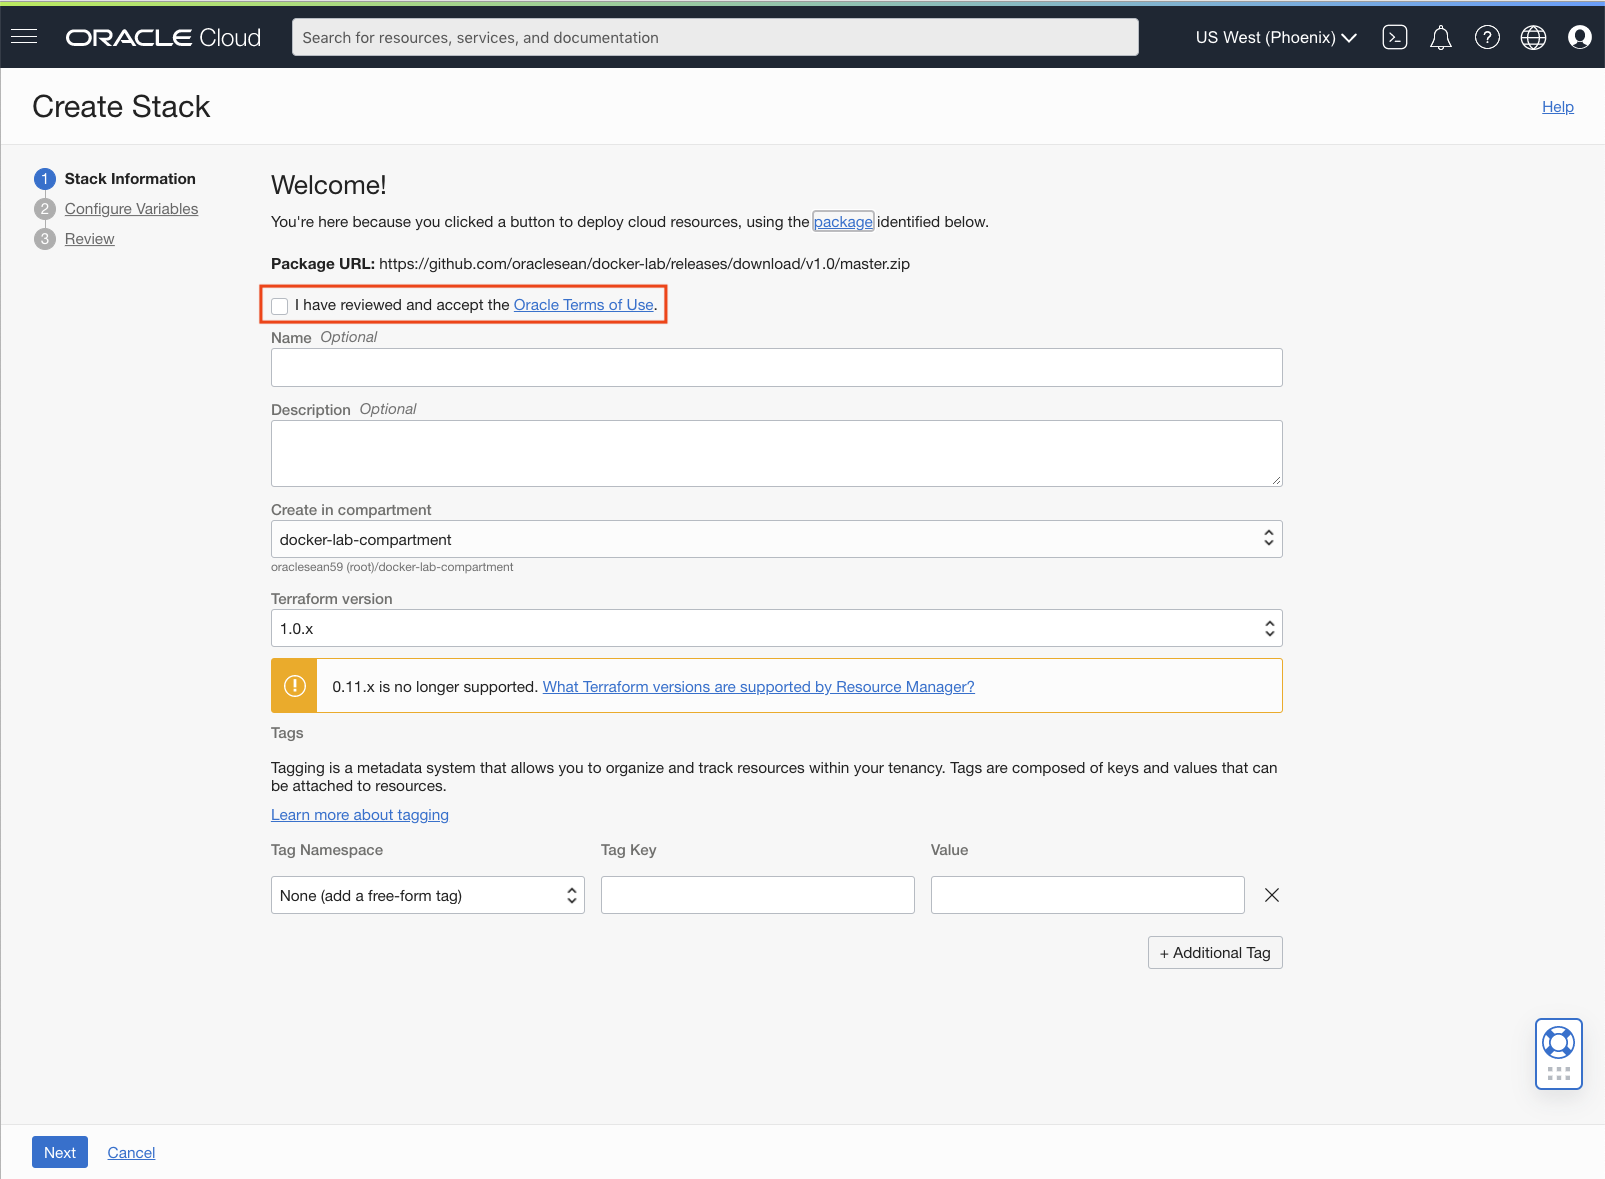 ORACLE Cloud
Search for resources, services, and documentation
US West (Phoenix)
Create Stack
Help
1 Stack Information
2 Configure Variables
3 Review
Welcome!
You're here because you clicked a button to deploy cloud resources, using the package identified below.
Package URL: https://github.com/oraclesean/docker-lab/releases/download/v1.0/master.zip
I have reviewed and accept the Oracle Terms of Use.
Name Optional
Description Optional
Create in compartment
docker-lab-compartment
oraclesean59 (root)/docker-lab-compartment
Terraform version
1.0.x
0.11.x is no longer supported. What Terraform versions are supported by Resource Manager?
Tags
Tagging is a metadata system that allows you to organize and track resources within your tenancy. Tags are composed of keys and values that can
be attached to resources.
Learn more about tagging
Tag Namespace Tag Key Value
None (add a free-form tag)
+ Additional Tag
Next Cancel